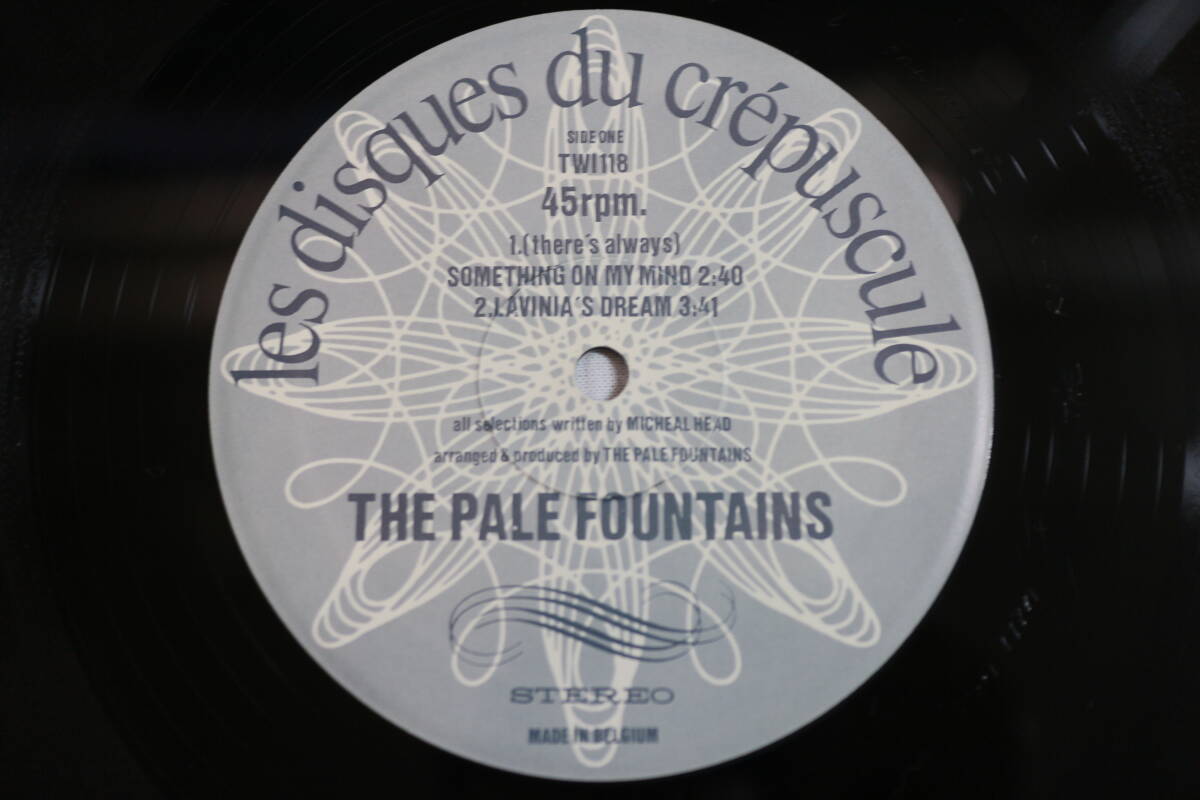 les disques du crépuscule
SIDE ONE
TWI118
45rpm.
1.(there's always)
SOMETHING ON MY MIND 2:40
2.LAVINIA'S DREAM 3:41
all selections written by MICHEAL HEAD
arranged & produced by THE PALE FOUNTAINS
THE PALE FOUNTAINS
STEREO
MADE IN BELGIUM